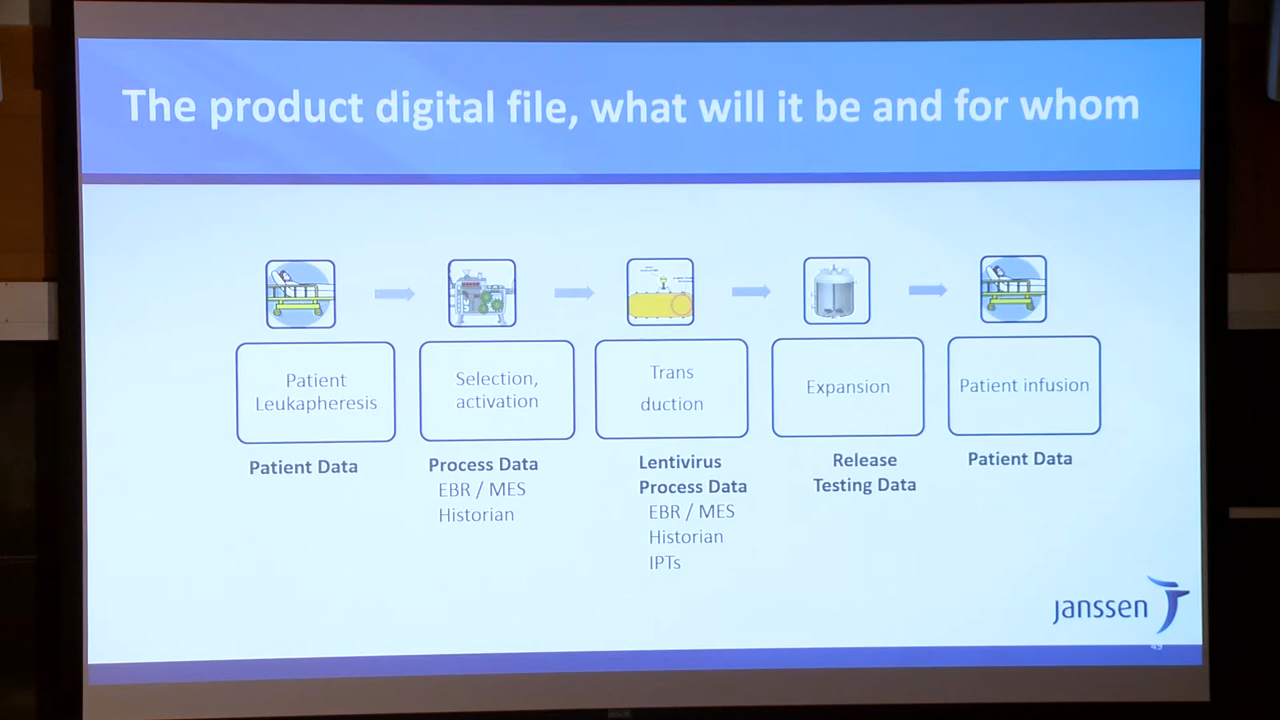 The product digital file, what will it be and for whom
Patient
Leukapheresis
Selection,
activation
Trans
duction
Expansion
Patient infusion
Patient Data
Process Data
EBR / MES
Historian
Lentivirus
Process Data
EBR / MES
Historian
IPTs
Release
Testing Data
Patient Data
janssen
49